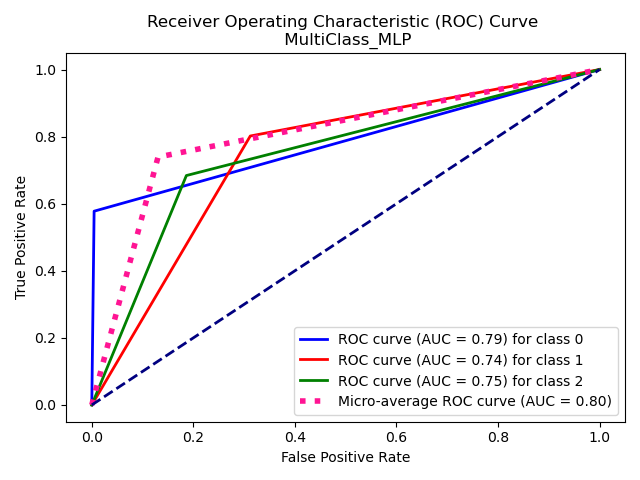 Receiver Operating Characteristic (ROC) Curve
MultiClass_MLP
True Positive Rate
1.0
0.8
0.6
0.4
0.2
0.0
ROC curve (AUC = 0.79) for class 0
ROC curve (AUC = 0.74) for class 1
ROC curve (AUC = 0.75) for class 2
Micro-average ROC curve (AUC = 0.80)
0.0 0.2 0.4 0.6 0.8 1.0
False Positive Rate